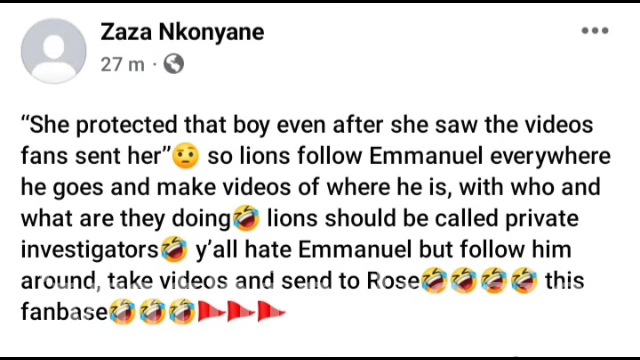 Zaza Nkonyane
27 m ·
“She protected that boy even after she saw the videos
fans sent her”🤨 so lions follow Emmanuel everywhere
he goes and make videos of where he is, with who and
what are they doing🤣 lions should be called private
investigators🤣 y’all hate Emmanuel but follow him
around, take videos and send to Rose🤣🤣🤣🤣 this
fanbase🤣🤣🤣🚩🚩🚩